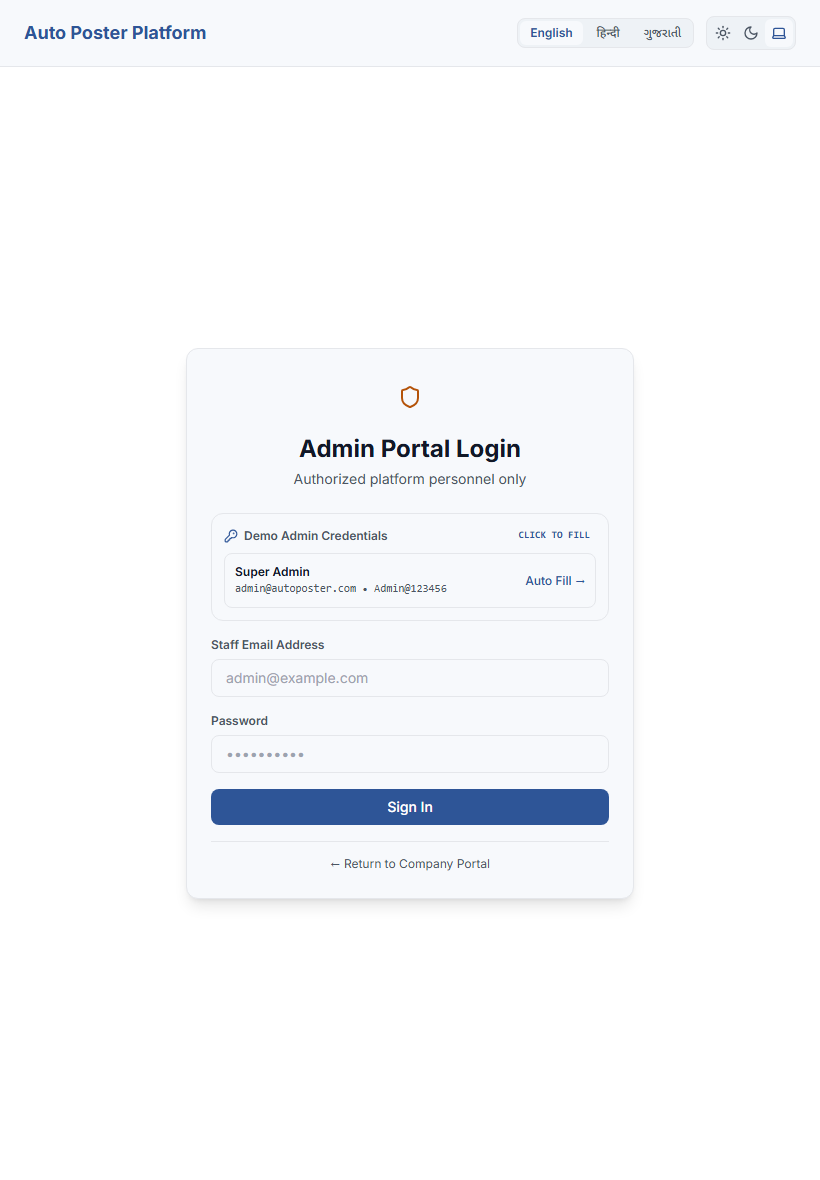 Auto Poster Platform
English
हिन्दी
ગુજરાતી
Admin Portal Login
Authorized platform personnel only
Demo Admin Credentials
CLICK TO FILL
Super Admin
admin@autoposter.com • Admin@123456
Auto Fill →
Staff Email Address
admin@example.com
Password
••••••••••
Sign In
← Return to Company Portal